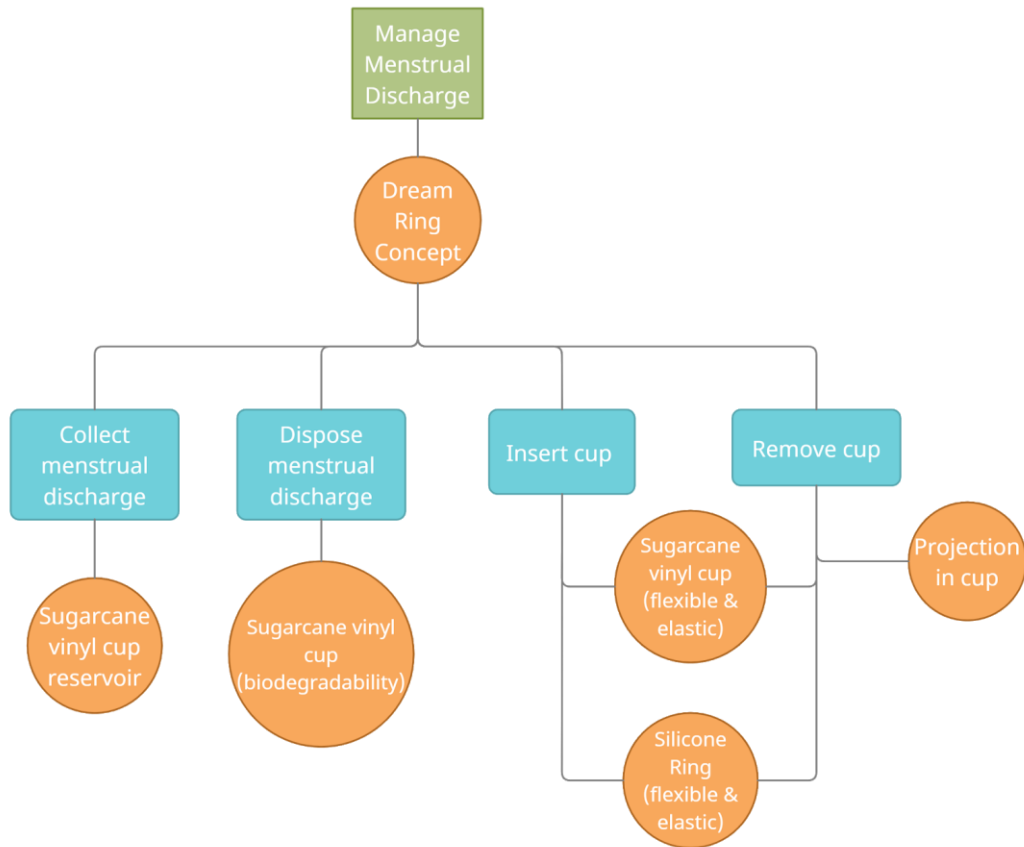 Manage
Menstrual
Discharge
Dream
Ring
Concept
Collect
menstrual
discharge
Dispose
menstrual
discharge
Insert cup
Remove cup
Sugarcane
vinyl cup
reservoir
Sugarcane vinyl
cup
(biodegradability)
Sugarcane
vinyl cup
(flexible &
elastic)
Projection
in cup
Silicone
Ring
(flexible &
elastic)